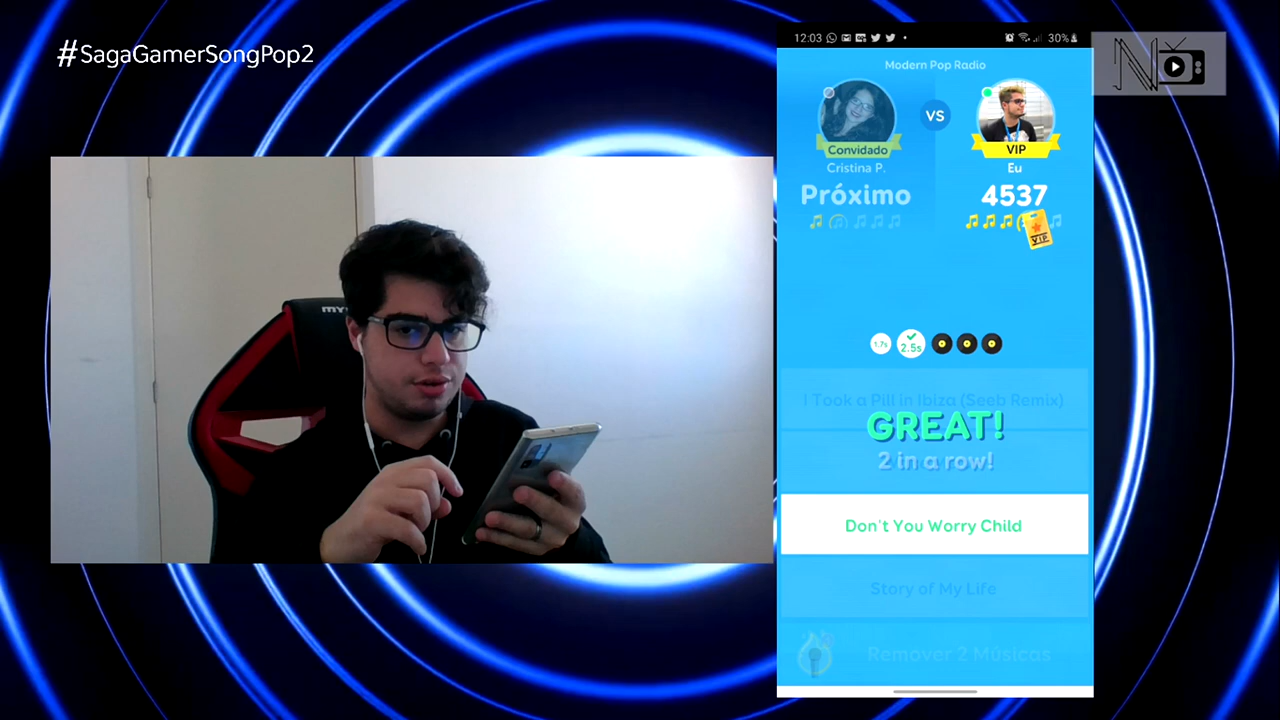 #SagaGamerSongPop2
12:03
30%
Modern Pop Radio
VS
Convidado
VIP
Cristina P.
Eu
Próximo
4537
VIP
1.7s
2.5s
I Took a Pill in Ibiza (Seeb Remix)
GREAT!
2 in a row!
Don't You Worry Child
Story of My Life
Remover 2 Músicas